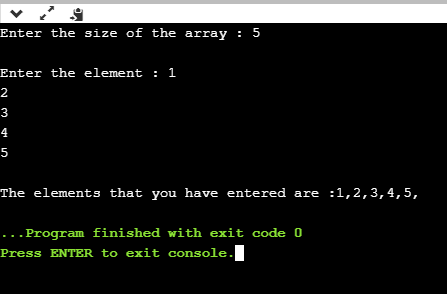 Enter the size of the array : 5
Enter the element : 1
2
3
4
5
The elements that you have entered are :1,2,3,4,5,
...Program finished with exit code 0
Press ENTER to exit console.